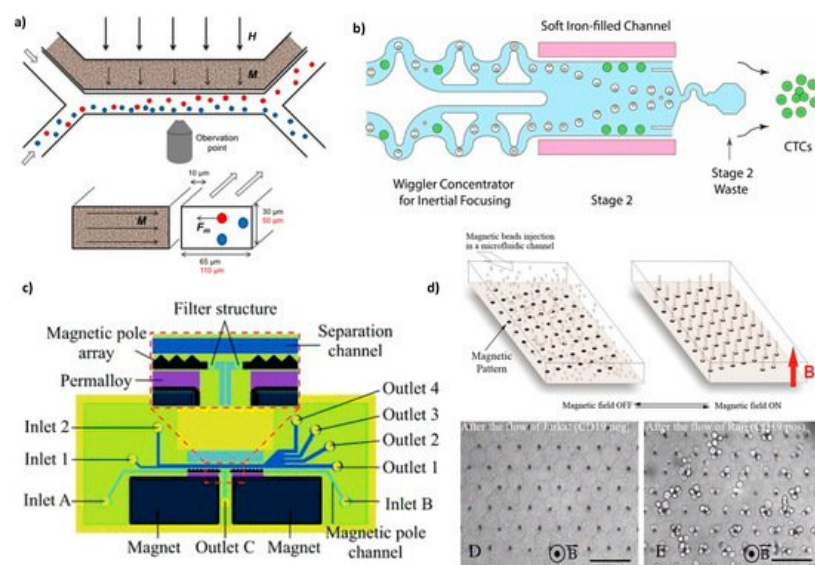 a)
H
M
Obervation
point
10 µm
M
Fm
30 µm
50 µm
65 µm
110 µm
b)
Soft Iron-filled Channel
Wiggler Concentrator
for Inertial Focusing
Stage 2
Stage 2
Waste
CTCs
c)
Filter structure
Magnetic pole
array
Separation
channel
Permalloy
Outlet 4
Inlet 2
Outlet 3
Outlet 2
Inlet 1
Outlet 1
Inlet A
Inlet B
Magnet
Outlet C
Magnet
Magnetic pole
channel
d)
Magnetic beads injection
in a microfluidic channel
Magnetic
Pattern
B
Magnetic field OFF
Magnetic field ON
After the flow of Jurkat (CD19 neg)
After the flow of Raji (CD19 pos)
D
B
E
B